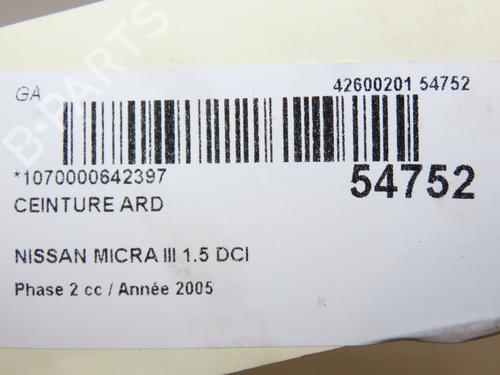 GA
42600201 54752
*1070000642397
54752
CEINTURE ARD
NISSAN MICRA III 1.5 DCI
Phase 2 cc / Année 2005
B-PARTS